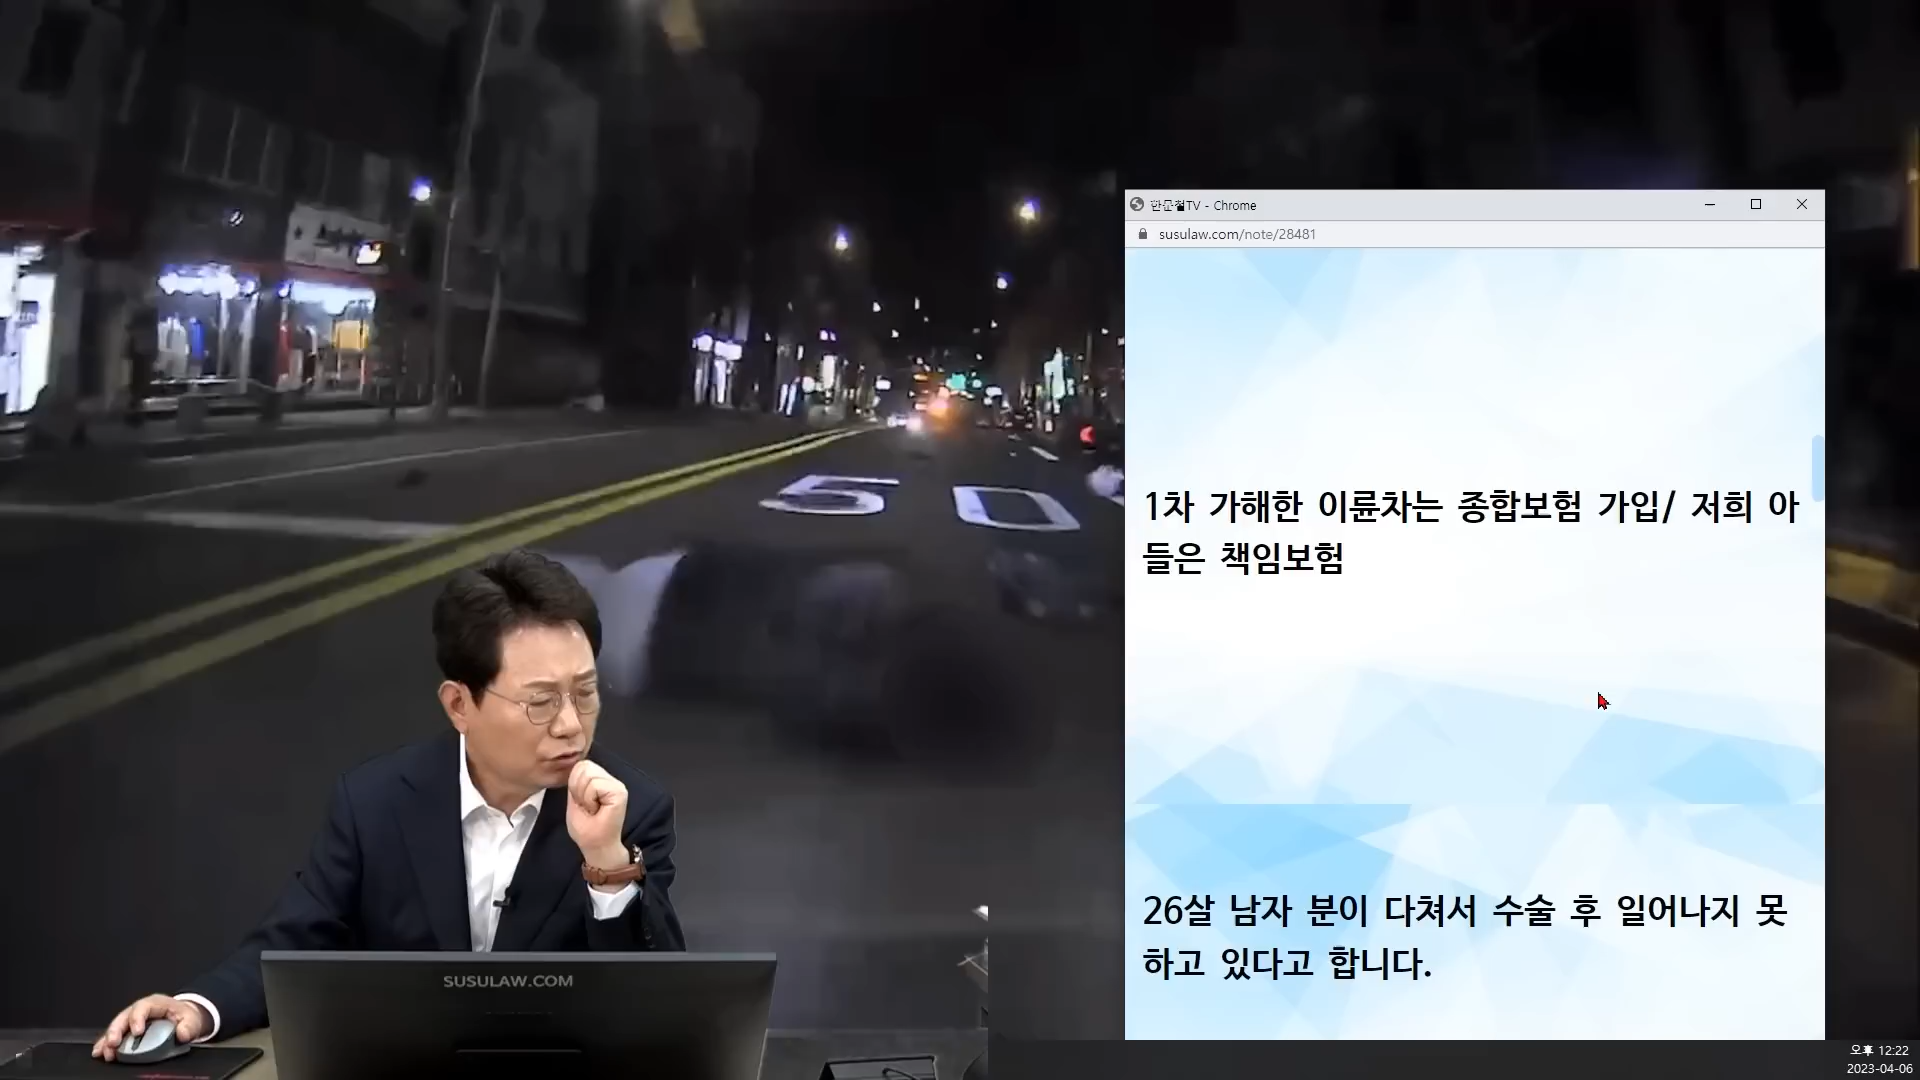 한문철TV - Chrome
susulaw.com/note/28481
50
1차 가해한 이륜차는 종합보험 가입/ 저희 아
들은 책임보험
26살 남자 분이 다쳐서 수술 후 일어나지 못
하고 있다고 합니다.
SUSULAW.COM
오후 12:22
2023-04-06